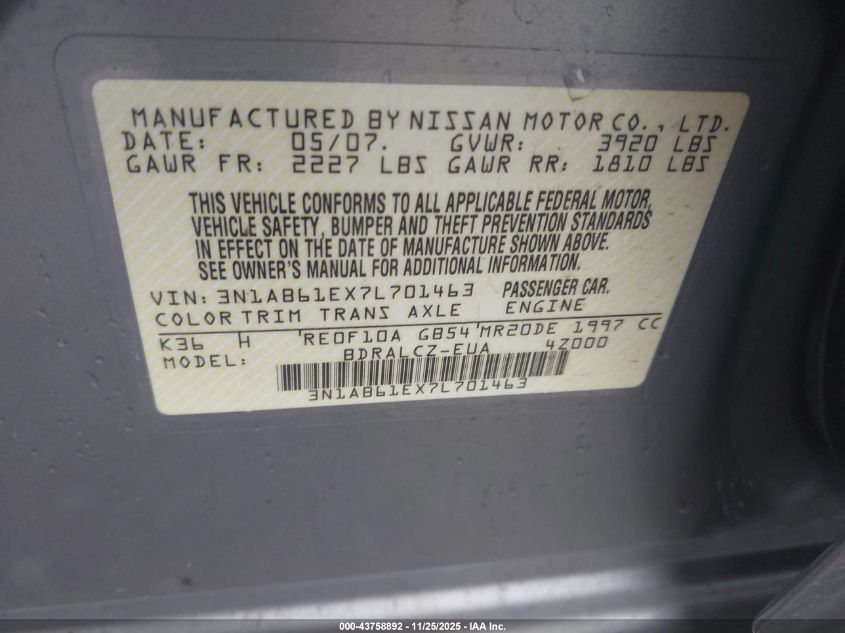 MANUFACTURED BY NISSAN MOTOR CO., LTD.
DATE: 05/07. GVWR: 3920 LBS
GAWR FR: 2227 LBS GAWR RR: 1810 LBS
THIS VEHICLE CONFORMS TO ALL APPLICABLE FEDERAL MOTOR
VEHICLE SAFETY, BUMPER AND THEFT PREVENTION STANDARDS
IN EFFECT ON THE DATE OF MANUFACTURE SHOWN ABOVE.
SEE OWNER'S MANUAL FOR ADDITIONAL INFORMATION.
VIN: 3N1AB61EX7L701463 PASSENGER CAR.
COLOR TRIM TRANS AXLE ENGINE
K36 H RE0F10A GB54 MR20DE 1997 CC
MODEL: BDRALCZ-EUA 4Z000
3N1AB61EX7L701463
000-43758892 - 11/25/2025 - IAA Inc.